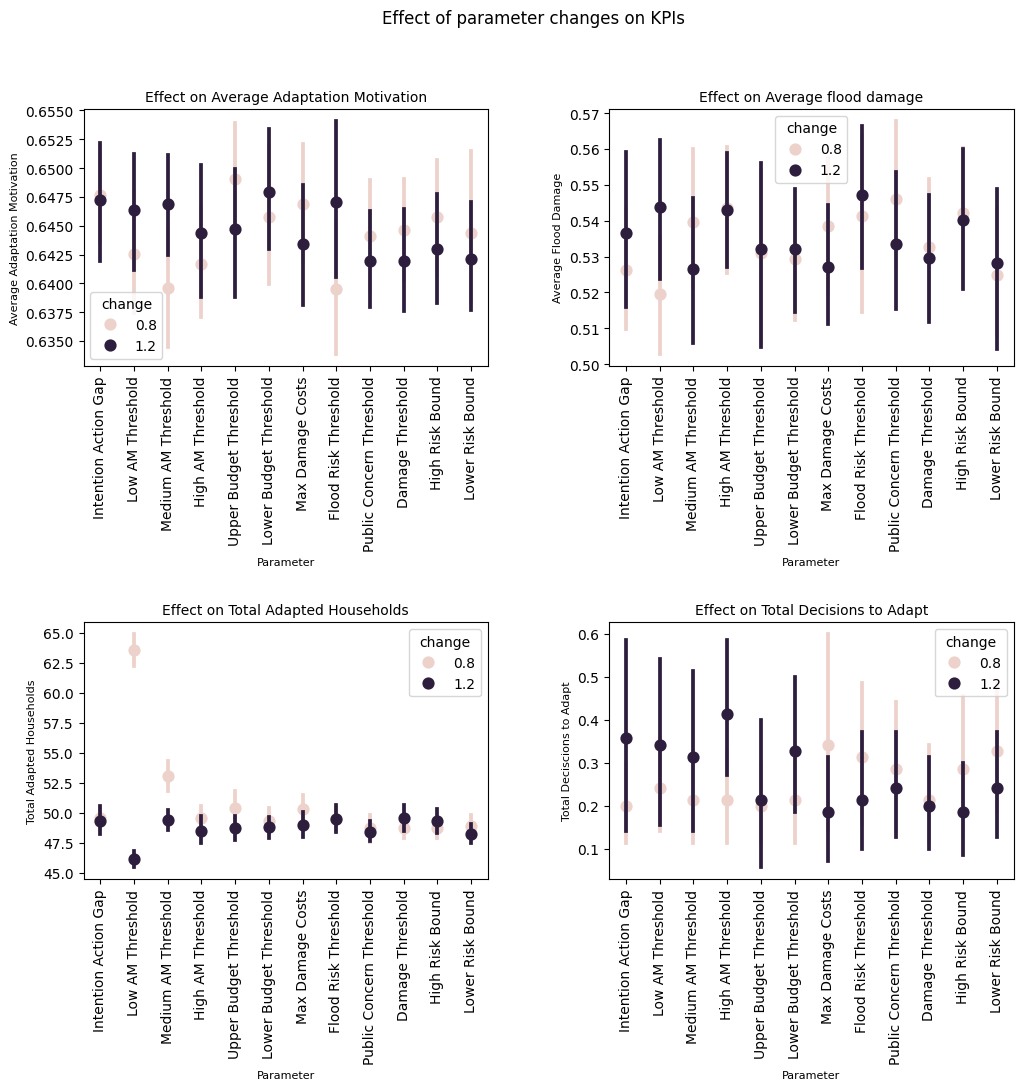 Effect of parameter changes on KPIs
Effect on Average Adaptation Motivation
0.6550
0.6525
0.6500
0.6475
0.6450
0.6425
0.6400
0.6375
0.6350
Average Adaptation Motivation
change
0.8
1.2
Intention Action Gap
Low AM Threshold
Medium AM Threshold
High AM Threshold
Upper Budget Threshold
Lower Budget Threshold
Max Damage Costs
Flood Risk Threshold
Public Concern Threshold
Damage Threshold
High Risk Bound
Lower Risk Bound
Parameter
Effect on Average flood damage
0.57
0.56
0.55
0.54
0.53
0.52
0.51
0.50
Average Flood Damage
change
0.8
1.2
Intention Action Gap
Low AM Threshold
Medium AM Threshold
High AM Threshold
Upper Budget Threshold
Lower Budget Threshold
Max Damage Costs
Flood Risk Threshold
Public Concern Threshold
Damage Threshold
High Risk Bound
Lower Risk Bound
Parameter
Effect on Total Adapted Households
65.0
62.5
60.0
57.5
55.0
52.5
50.0
47.5
45.0
Total Adapted Households
change
0.8
1.2
Intention Action Gap
Low AM Threshold
Medium AM Threshold
High AM Threshold
Upper Budget Threshold
Lower Budget Threshold
Max Damage Costs
Flood Risk Threshold
Public Concern Threshold
Damage Threshold
High Risk Bound
Lower Risk Bound
Parameter
Effect on Total Decisions to Adapt
0.6
0.5
0.4
0.3
0.2
0.1
Total Deciscions to Adapt
change
0.8
1.2
Intention Action Gap
Low AM Threshold
Medium AM Threshold
High AM Threshold
Upper Budget Threshold
Lower Budget Threshold
Max Damage Costs
Flood Risk Threshold
Public Concern Threshold
Damage Threshold
High Risk Bound
Lower Risk Bound
Parameter